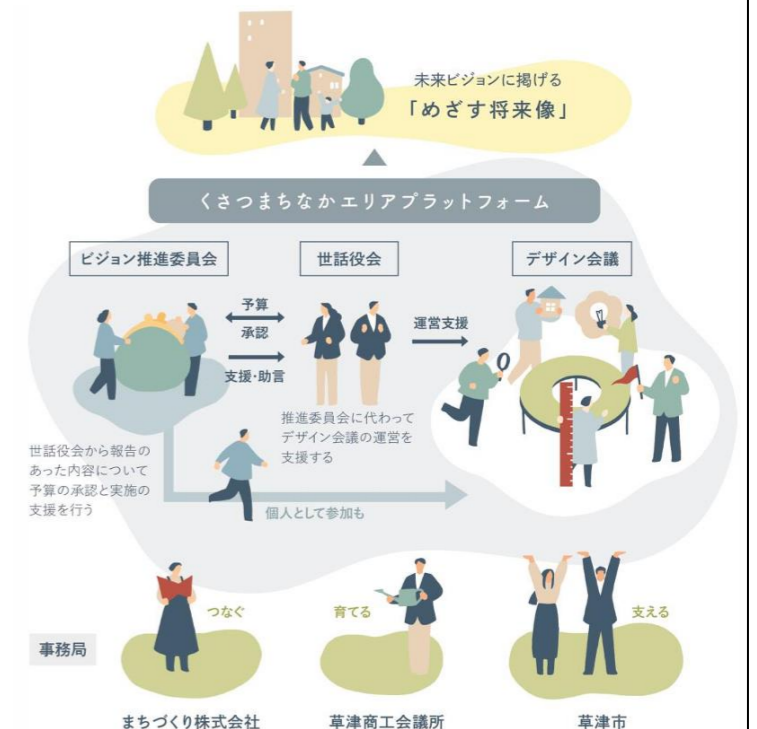 未来ビジョンに掲げる
「めざす将来像」
くさつまちなかエリアプラットフォーム
ビジョン推進委員会
世話役会
デザイン会議
予算
承認
支援・助言
運営支援
推進委員会に代わって
デザイン会議の運営を
支援する
世話役会から報告の
あった内容について
予算の承認と実施の
支援を行う
個人として参加も
つなぐ
育てる
支える
事務局
まちづくり株式会社
草津商工会議所
草津市